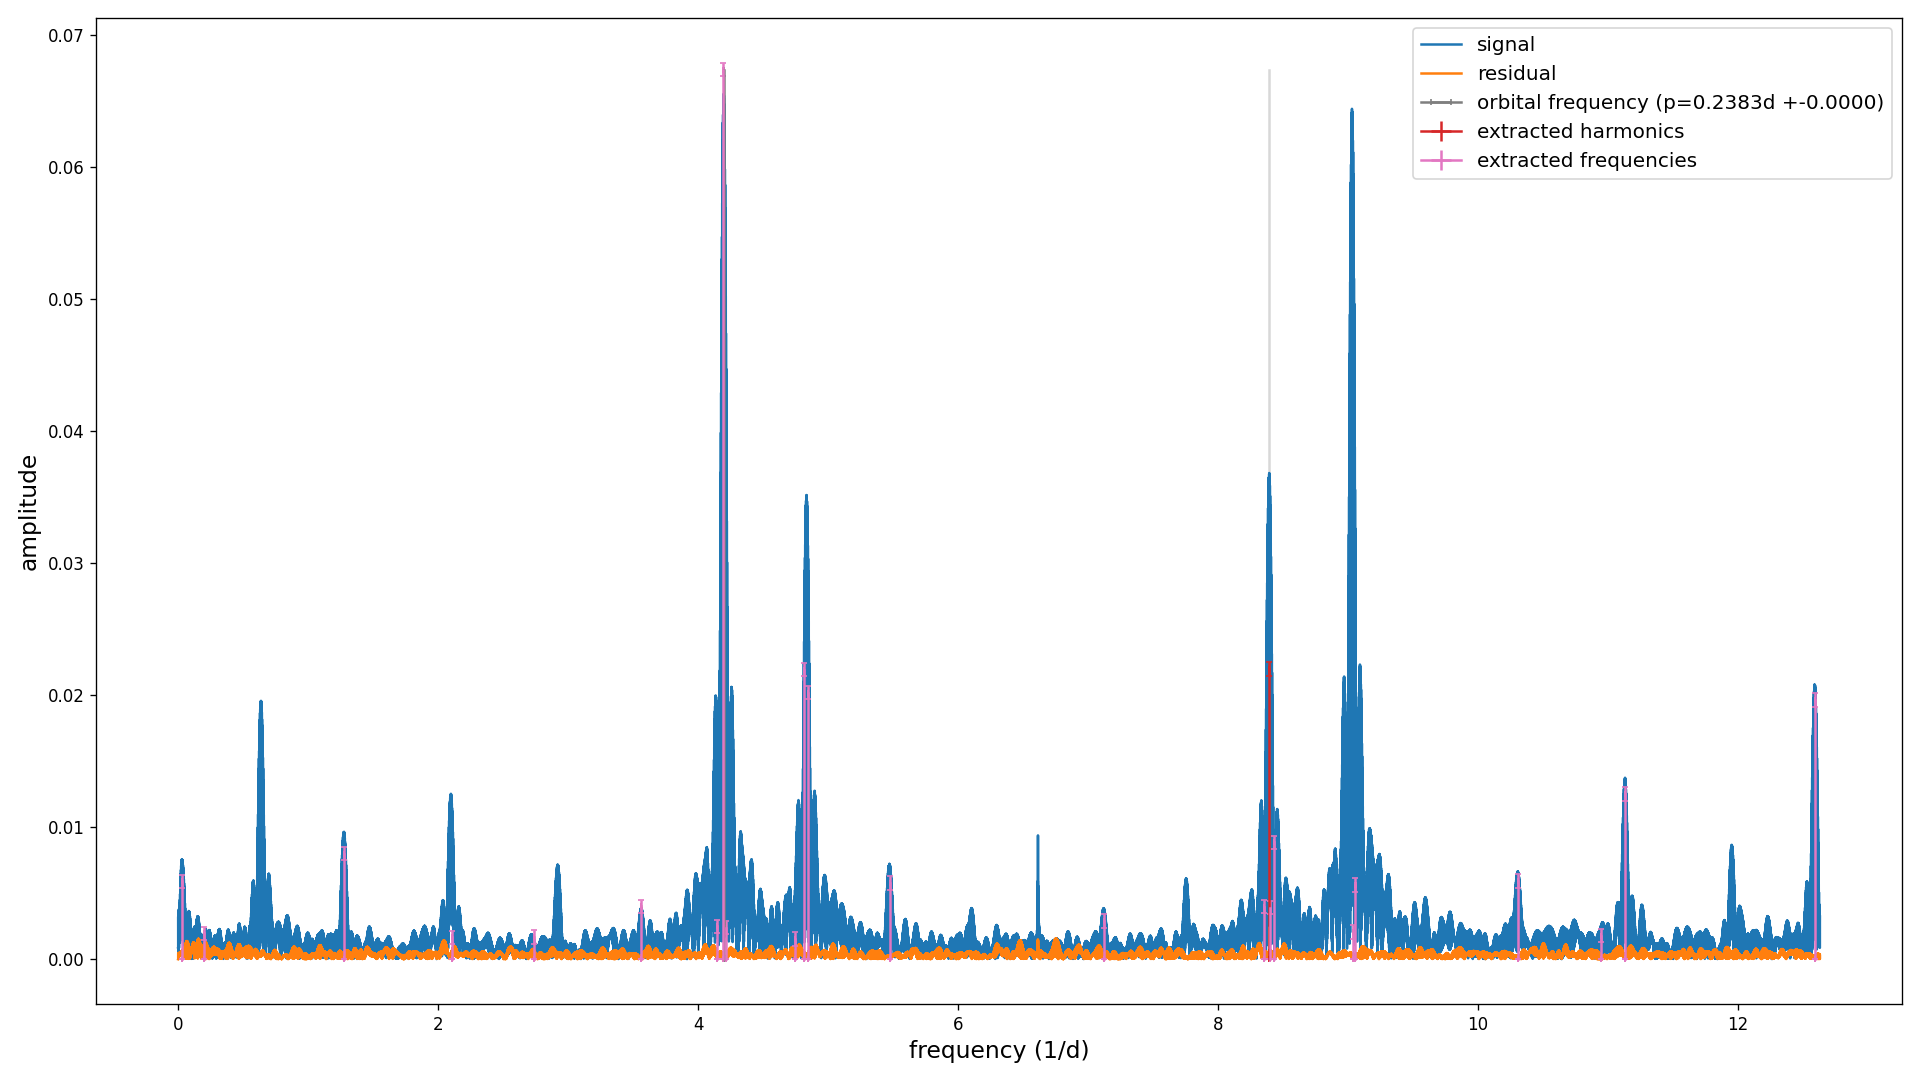 signal
residual
orbital frequency (p=0.2383d +-0.0000)
extracted harmonics
extracted frequencies
amplitude
0.07
0.06
0.05
0.04
0.03
0.02
0.01
0.00
0 2 4 6 8 10 12
frequency (1/d)